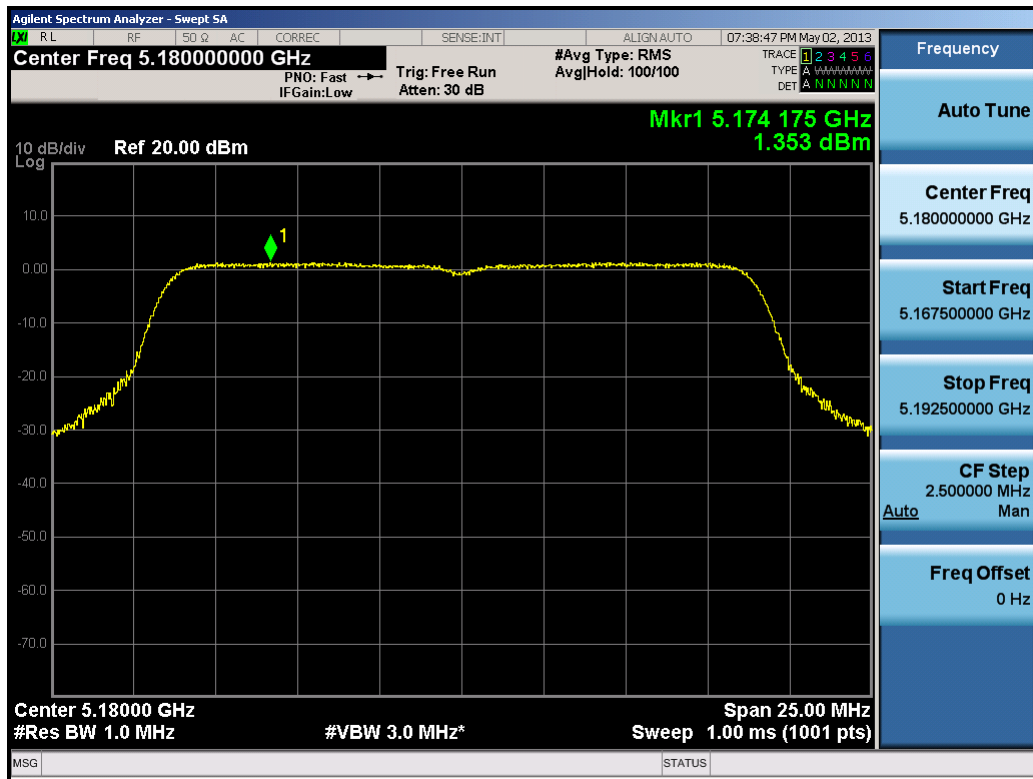 Agilent Spectrum Analyzer - Swept SA
LXI RL RF 50 Ω AC CORREC SENSE:INT ALIGN AUTO 07:38:47 PM May 02, 2013
Center Freq 5.180000000 GHz
PNO: Fast
IFGain:Low
Trig: Free Run
Atten: 30 dB
#Avg Type: RMS
Avg|Hold: 100/100
TRACE 1 2 3 4 5 6
TYPE A WWWWW
DET A N N N N N
Mkr1 5.174 175 GHz
1.353 dBm
10 dB/div Ref 20.00 dBm
Log
10.0
1
0.00
-10.0
-20.0
-30.0
-40.0
-50.0
-60.0
-70.0
Center 5.18000 GHz Span 25.00 MHz
#Res BW 1.0 MHz #VBW 3.0 MHz* Sweep 1.00 ms (1001 pts)
MSG STATUS
Frequency
Auto Tune
Center Freq
5.180000000 GHz
Start Freq
5.167500000 GHz
Stop Freq
5.192500000 GHz
CF Step
2.500000 MHz
Auto Man
Freq Offset
0 Hz